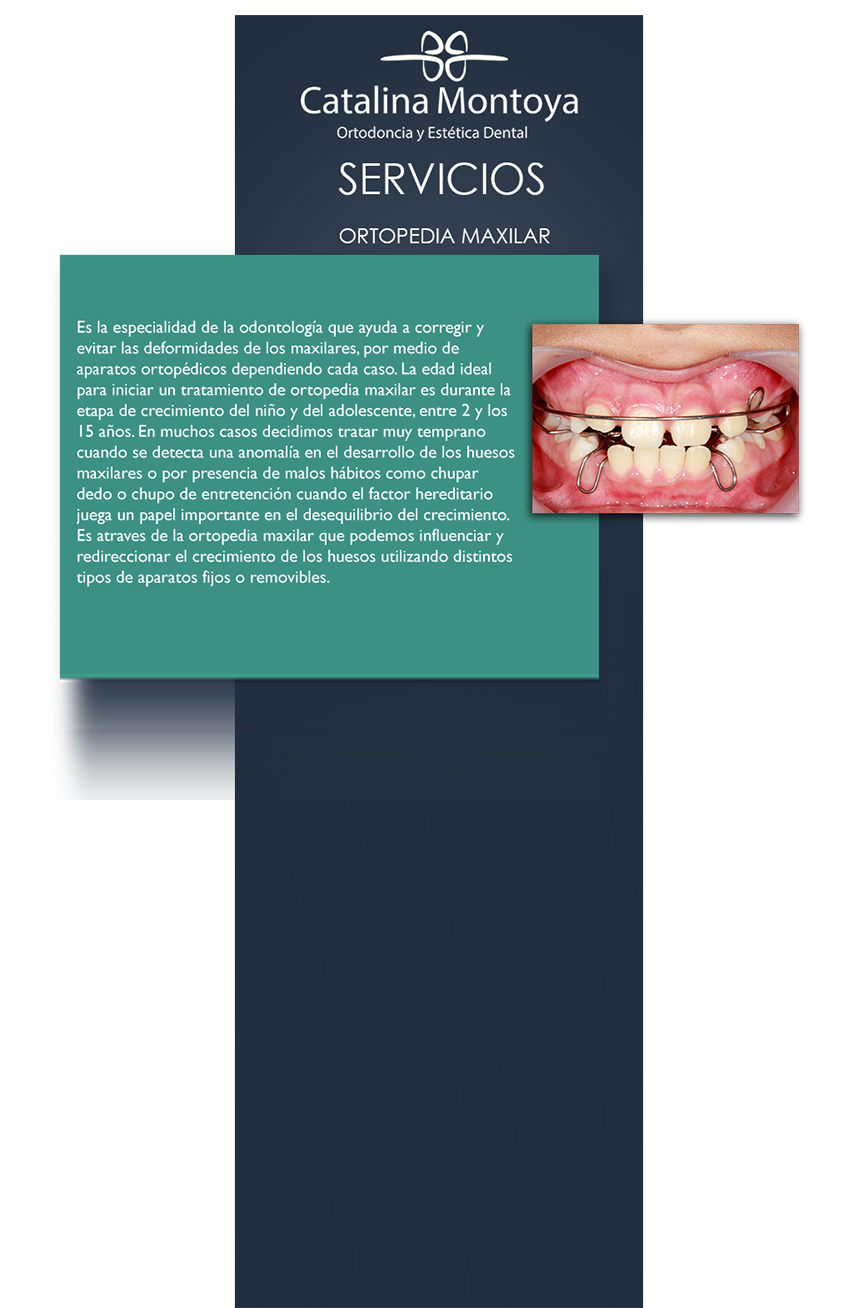 Catalina Montoya
Ortodoncia y Estética Dental
SERVICIOS
ORTOPEDIA MAXILAR
Es la especialidad de la odontología que ayuda a corregir y
evitar las deformidades de los maxilares, por medio de
aparatos ortopédicos dependiendo cada caso. La edad ideal
para iniciar un tratamiento de ortopedia maxilar es durante la
etapa de crecimiento del niño y del adolescente, entre 2 y los
15 años. En muchos casos decidimos tratar muy temprano
cuando se detecta una anomalía en el desarrollo de los huesos
maxilares o por presencia de malos hábitos como chupar
dedo o chupo de entretención cuando el factor hereditario
juega un papel importante en el desequilibrio del crecimiento.
Es atraves de la ortopedia maxilar que podemos influenciar y
redireccionar el crecimiento de los huesos utilizando distintos
tipos de aparatos fijos o removibles.